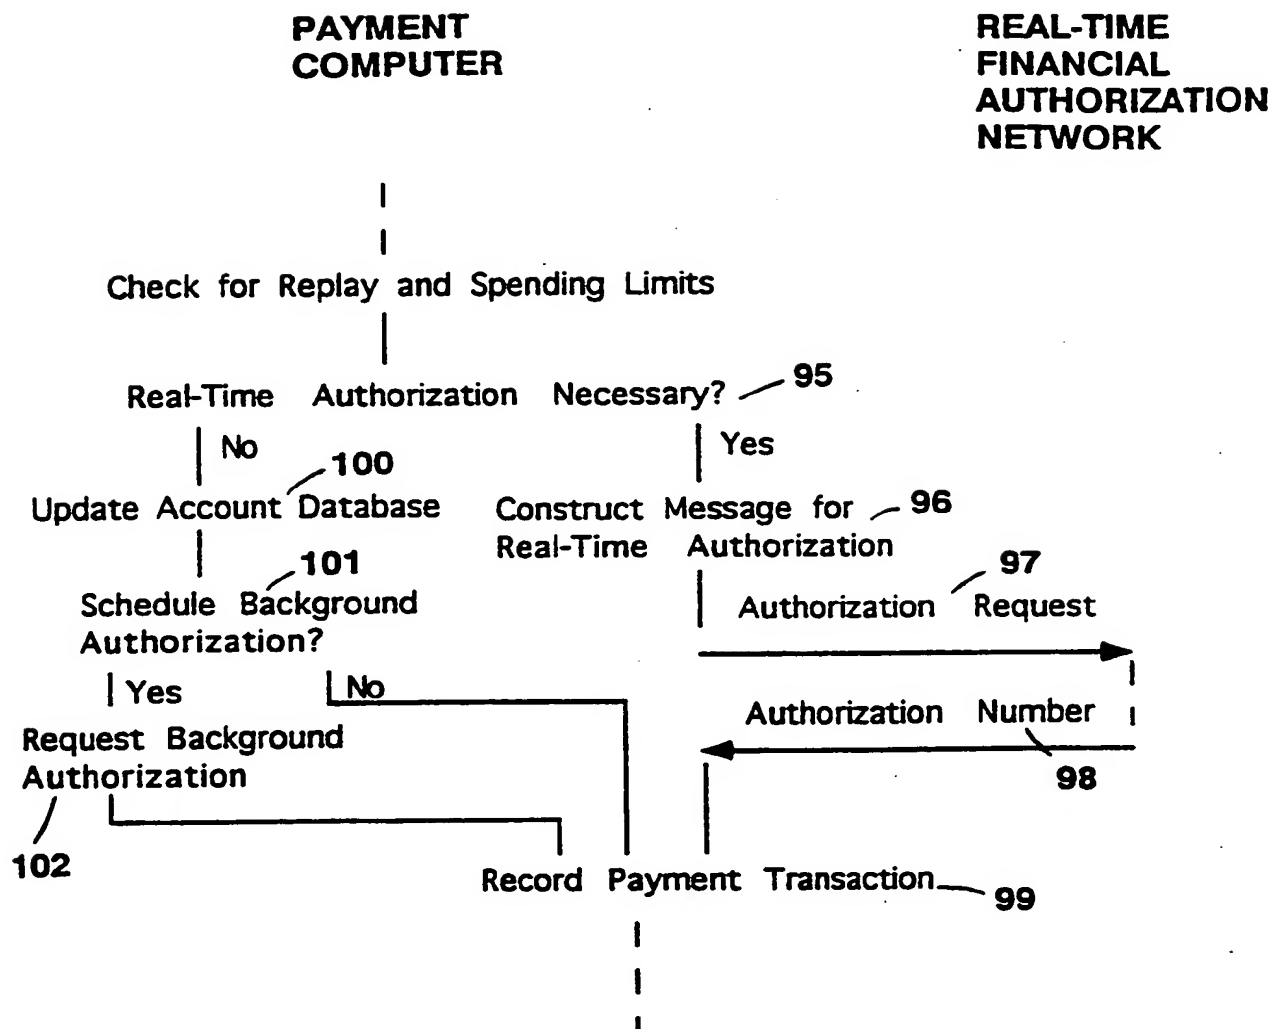 PAYMENT
COMPUTER
REAL-TIME
FINANCIAL
AUTHORIZATION
NETWORK
Check for Replay and Spending Limits
Real-Time Authorization Necessary?
95
No
Yes
100
Update Account Database
Construct Message for
Real-Time Authorization
96
101
Schedule Background
Authorization?
97
Authorization Request
Yes
No
Authorization Number
98
Request Background
Authorization
102
Record Payment Transaction
99